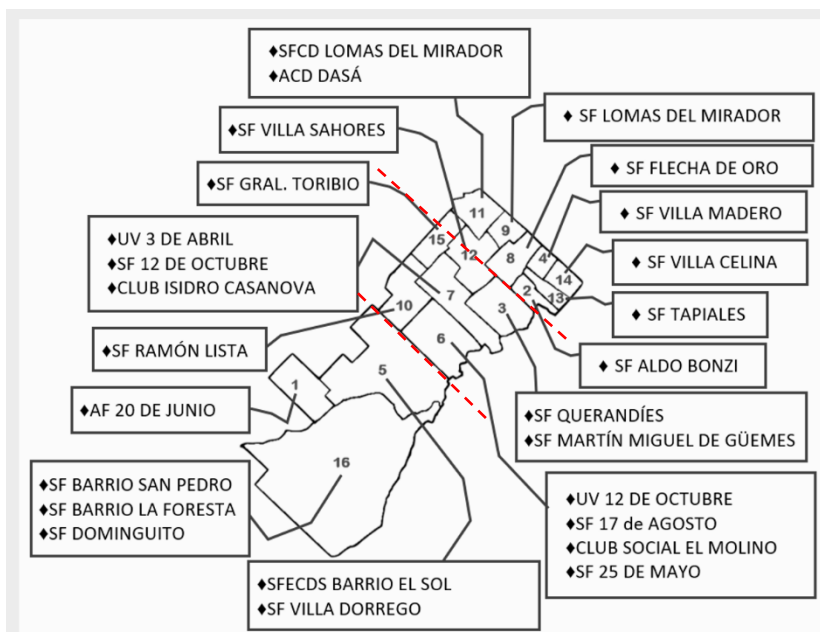 ♦SFCD LOMAS DEL MIRADOR
♦ACD DASÁ
♦ SF LOMAS DEL MIRADOR
♦SF VILLA SAHORES
♦ SF FLECHA DE ORO
♦SF GRAL. TORIBIO
♦ SF VILLA MADERO
♦UV 3 DE ABRIL
♦SF 12 DE OCTUBRE
♦CLUB ISIDRO CASANOVA
♦ SF VILLA CELINA
♦ SF TAPIALES
♦SF RAMÓN LISTA
♦ SF ALDO BONZI
♦AF 20 DE JUNIO
♦SF QUERANDÍES
♦SF MARTÍN MIGUEL DE GÜEMES
♦SF BARRIO SAN PEDRO
♦SF BARRIO LA FORESTA
♦SF DOMINGUITO
♦UV 12 DE OCTUBRE
♦SF 17 de AGOSTO
♦CLUB SOCIAL EL MOLINO
♦SF 25 DE MAYO
♦SFECDS BARRIO EL SOL
♦SF VILLA DORREGO
11
9
15
12
8
4
14
7
2
13
10
3
6
5
1
16